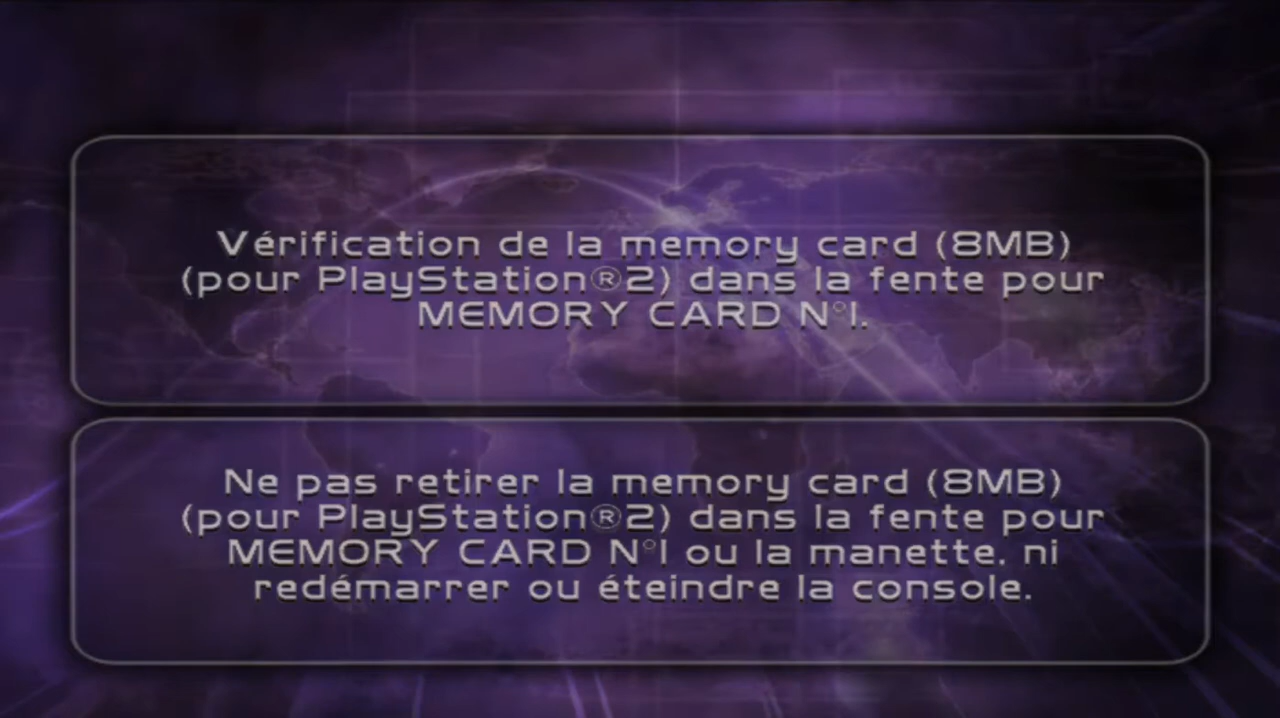 Vérification de la memory card (8MB)
(pour PlayStation®2) dans la fente pour
MEMORY CARD N°1.
Ne pas retirer la memory card (8MB)
(pour PlayStation®2) dans la fente pour
MEMORY CARD N°1 ou la manette, ni
redémarrer ou éteindre la console.